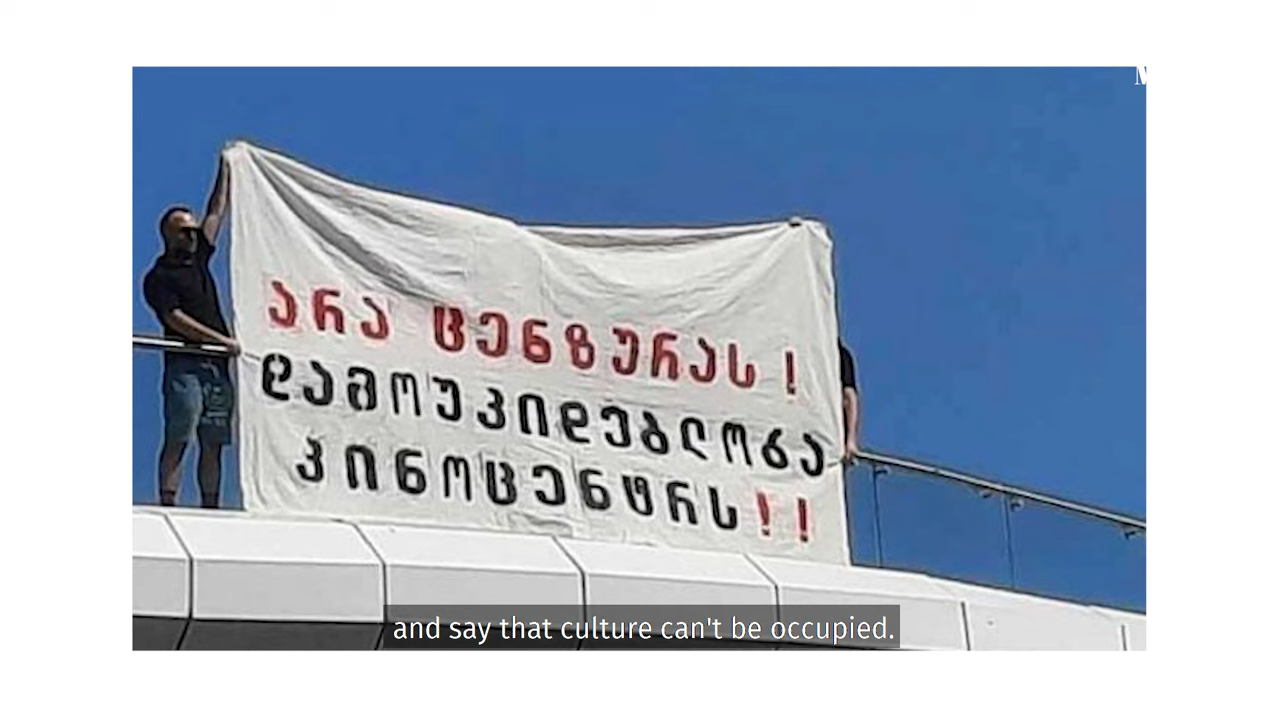 არა ცენზურას!
დამოუკიდებლობა
კინოცენტრს!!
and say that culture can't be occupied.